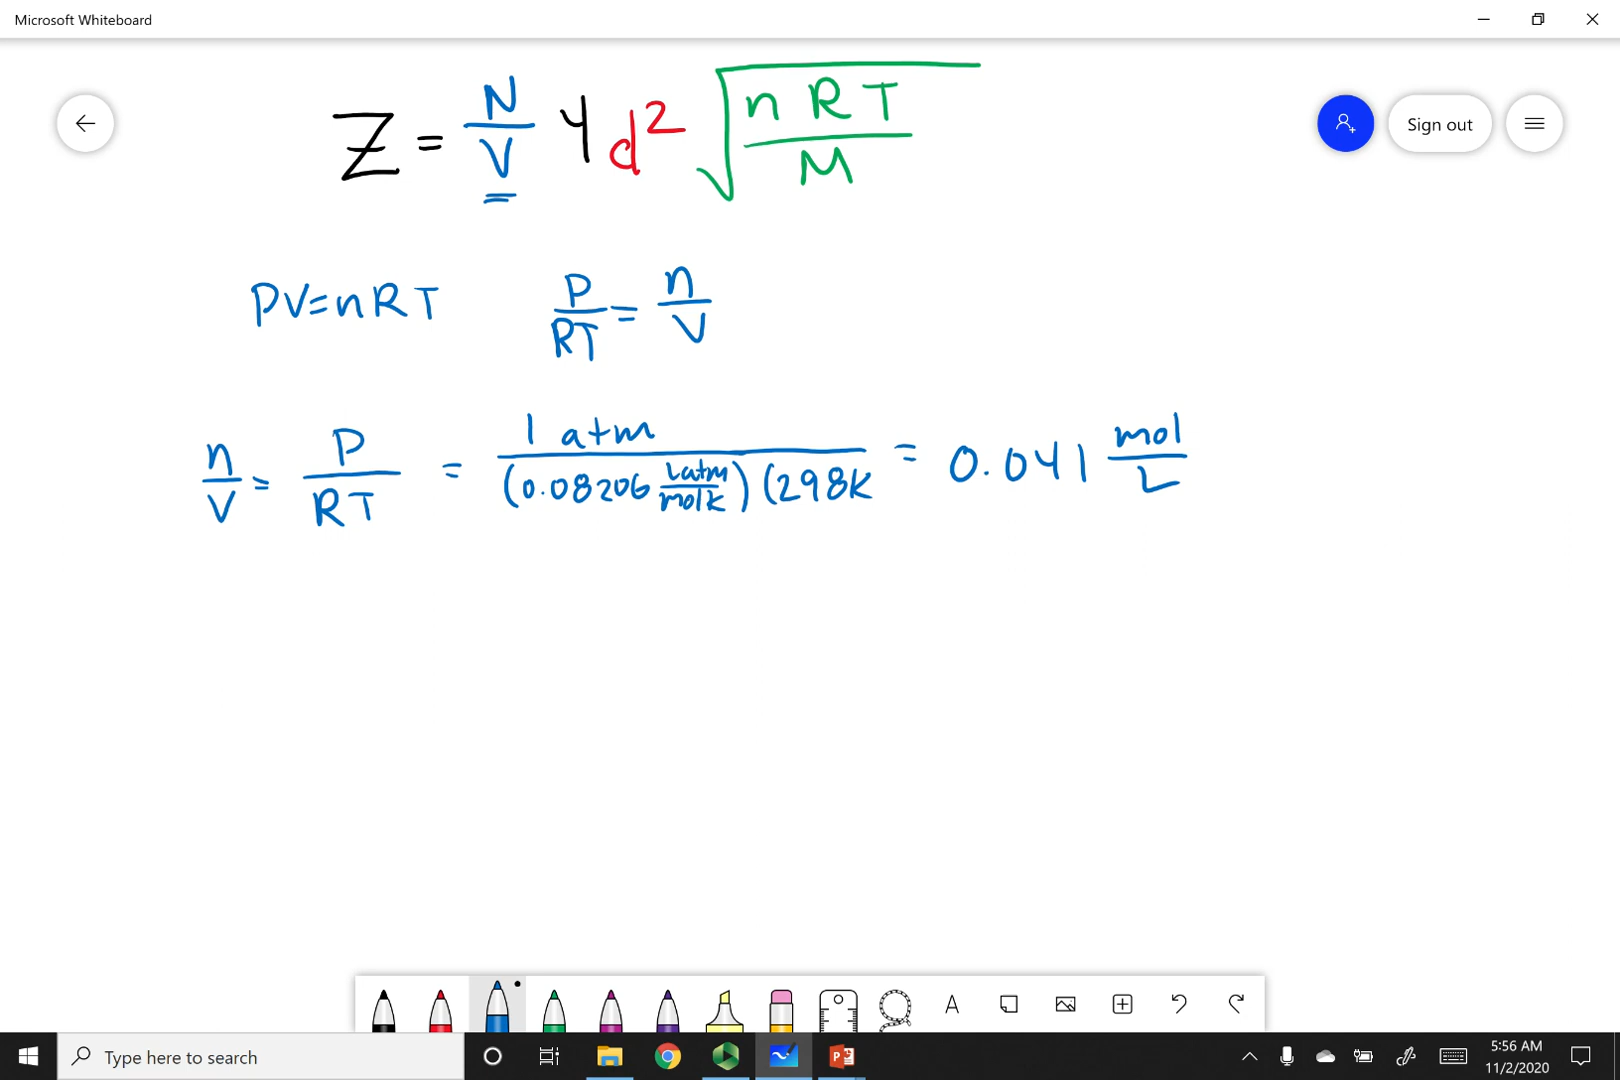 Microsoft Whiteboard
Z = N/V 4 d² √(n R T / M)
Sign out
PV=nRT P/RT = n/V
n/V = P/RT = 1 atm / (0.08206 Latm/molK) (298K = 0.041 mol/L
A
Type here to search
5:56 AM
11/2/2020